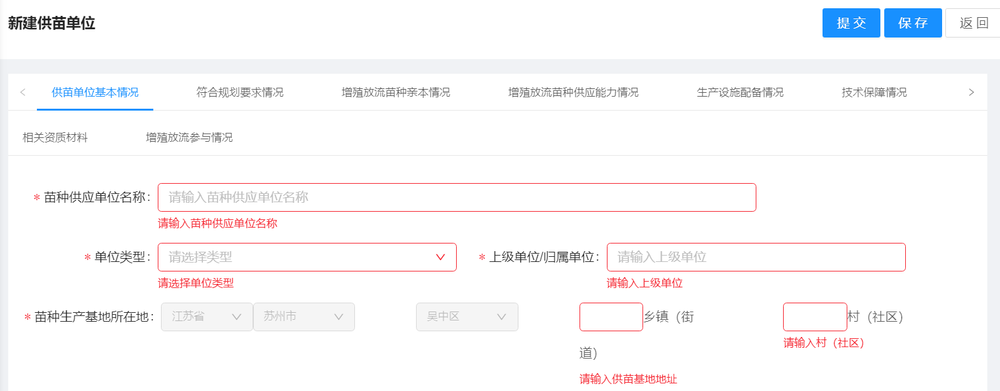 新建供苗单位
提 交 保 存 返 回
供苗单位基本情况 符合规划要求情况 增殖放流苗种亲本情况 增殖放流苗种供应能力情况 生产设施配备情况 技术保障情况
相关资质材料 增殖放流参与情况
* 苗种供应单位名称: 请输入苗种供应单位名称
请输入苗种供应单位名称
* 单位类型: 请选择类型 * 上级单位/归属单位: 请输入上级单位
请选择单位类型 请输入上级单位
* 苗种生产基地所在地: 江苏省 苏州市 吴中区 乡镇（街 村（社区）
请输入村（社区）
道）
请输入供苗基地地址